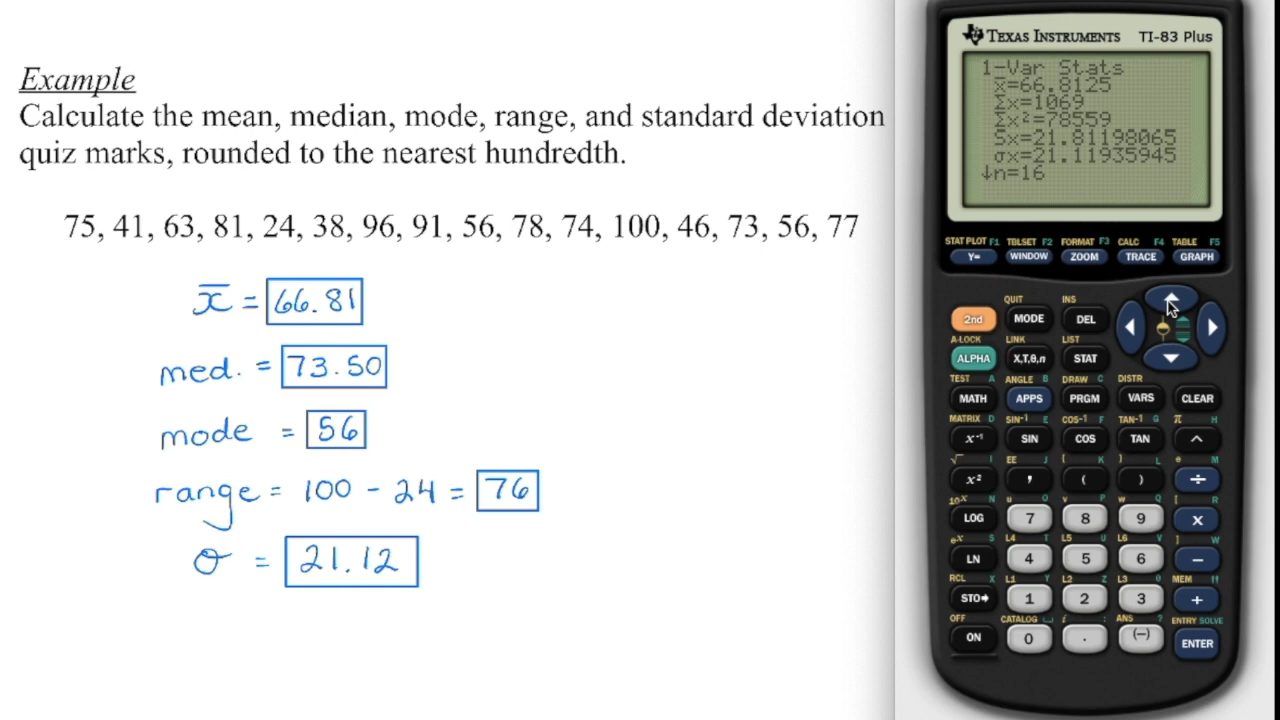 Example
Calculate the mean, median, mode, range, and standard deviation
quiz marks, rounded to the nearest hundredth.
75, 41, 63, 81, 24, 38, 96, 91, 56, 78, 74, 100, 46, 73, 56, 77
x̄ = 66.81
med. = 73.50
mode = 56
range = 100 - 24 = 76
σ = 21.12
TEXAS INSTRUMENTS TI-83 Plus
1-Var Stats
x̄=66.8125
Σx=1069
Σx²=78559
Sx=21.81198065
σx=21.11935945
↓n=16
STAT PLOT F1 TBLSET F2 FORMAT F3 CALC F4 TABLE F5
Y= WINDOW ZOOM TRACE GRAPH
QUIT INS
2nd MODE DEL
A-LOCK LINK LIST
ALPHA X,T,θ,n STAT
TEST A ANGLE B DRAW C DISTR
MATH APPS PRGM VARS CLEAR
MATRIX D SIN⁻¹ E COS⁻¹ F TAN⁻¹ G π H
x⁻¹ SIN COS TAN ^
√ I EE J { K } L e M
x² , ( ) ÷
10ˣ N u O v P w Q [ R
LOG 7 8 9 x
eˣ S L4 T L5 U L6 V ] W
LN 4 5 6 −
RCL X L1 Y L2 Z L3 θ MEM "
STO➔ 1 2 3 +
OFF CATALOG ⎵ i : ANS ? ENTRY SOLVE
ON 0 . (−) ENTER